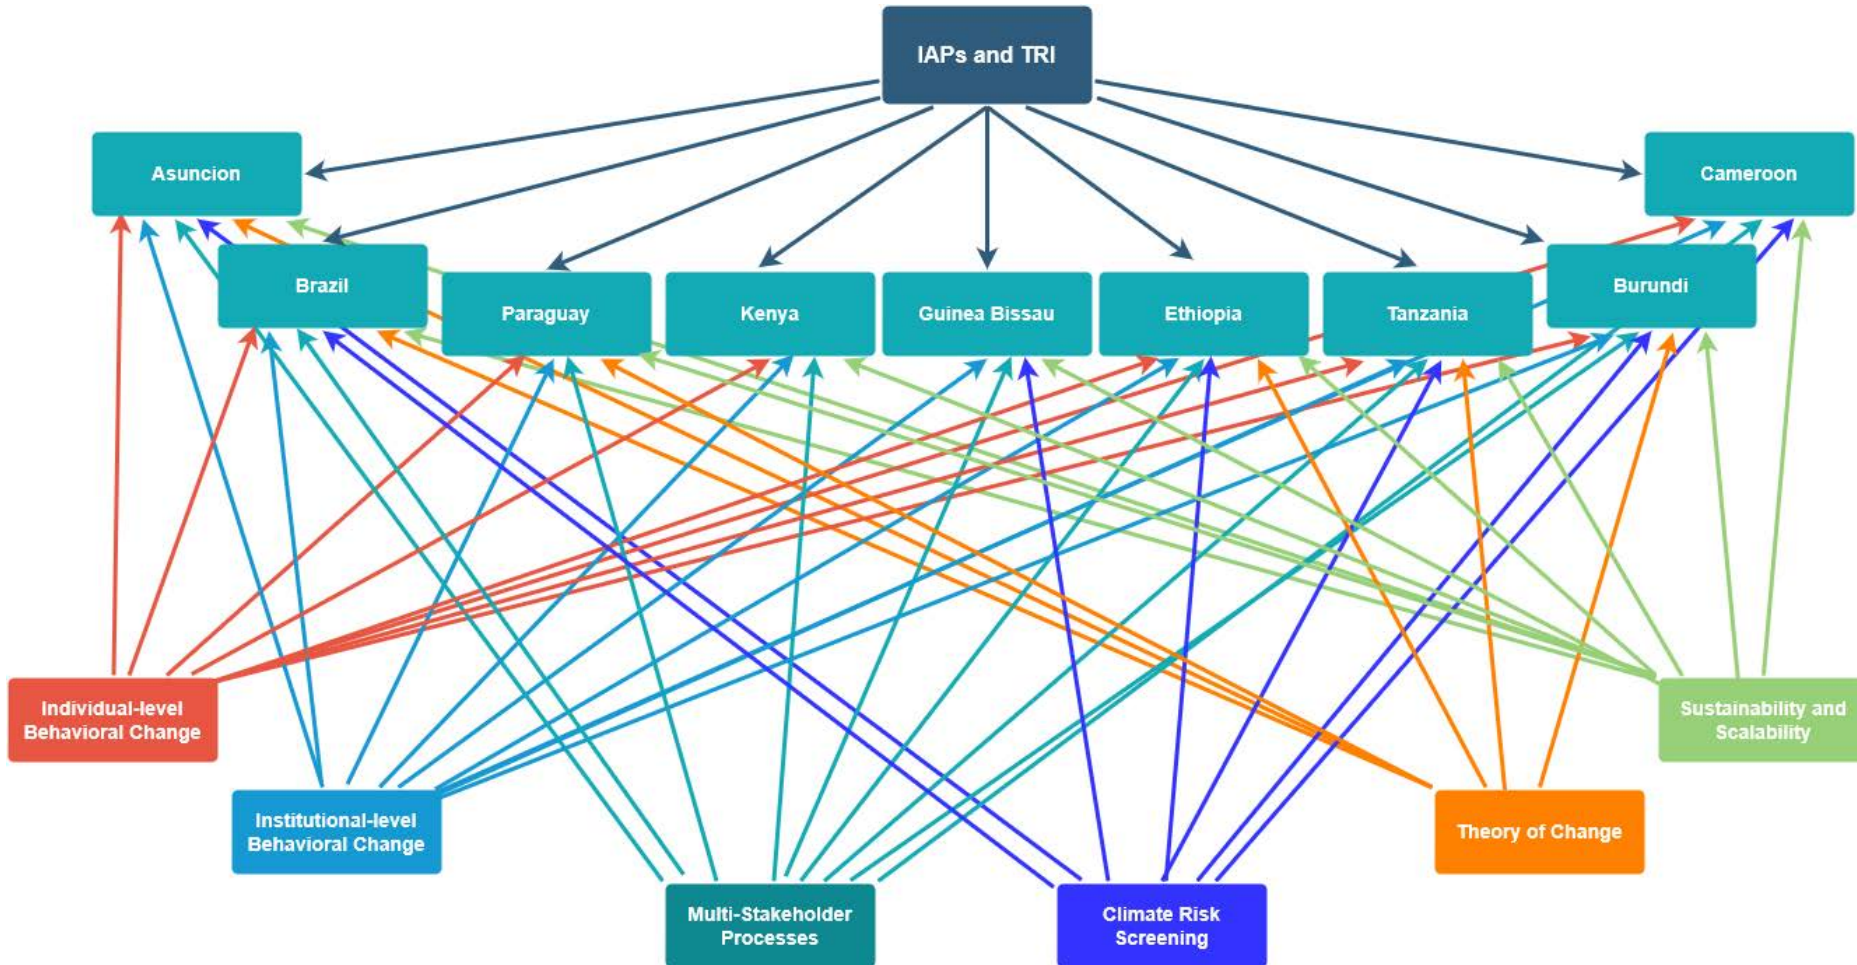 IAPs and TRI
Asuncion
Cameroon
Brazil
Burundi
Paraguay
Kenya
Guinea Bissau
Ethiopia
Tanzania
Individual-level
Behavioral Change
Sustainability and
Scalability
Institutional-level
Behavioral Change
Theory of Change
Multi-Stakeholder
Processes
Climate Risk
Screening